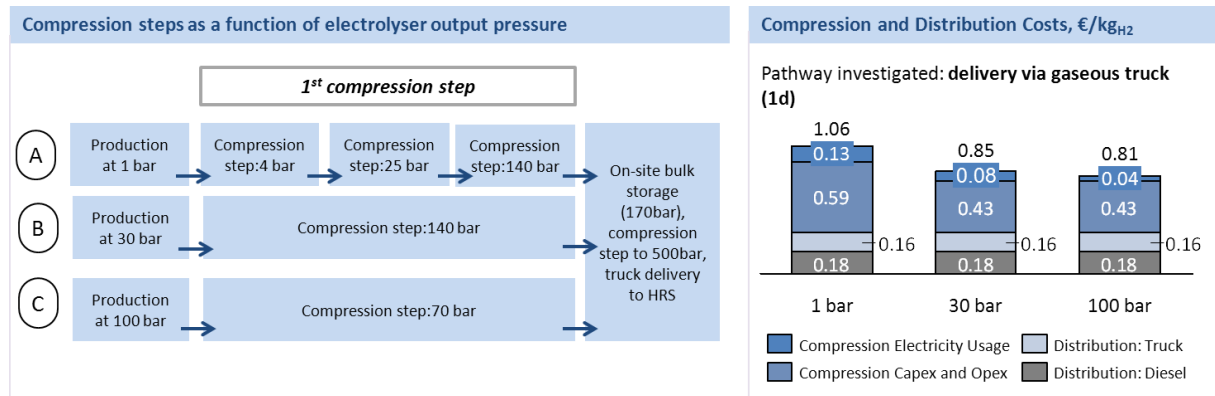 Compression steps as a function of electrolyser output pressure
1st compression step
A
Production
at 1 bar
Compression
step:4 bar
Compression
step:25 bar
Compression
step:140 bar
B
Production
at 30 bar
Compression step:140 bar
C
Production
at 100 bar
Compression step:70 bar
On-site bulk
storage
(170bar),
compression
step to 500bar,
truck delivery
to HRS
Compression and Distribution Costs, €/kgH2
Pathway investigated: delivery via gaseous truck
(1d)
1.06
0.13
0.59
0.16
0.18
0.85
0.08
0.43
0.16
0.18
0.81
0.04
0.43
0.16
0.18
1 bar
30 bar
100 bar
Compression Electricity Usage
Distribution: Truck
Compression Capex and Opex
Distribution: Diesel